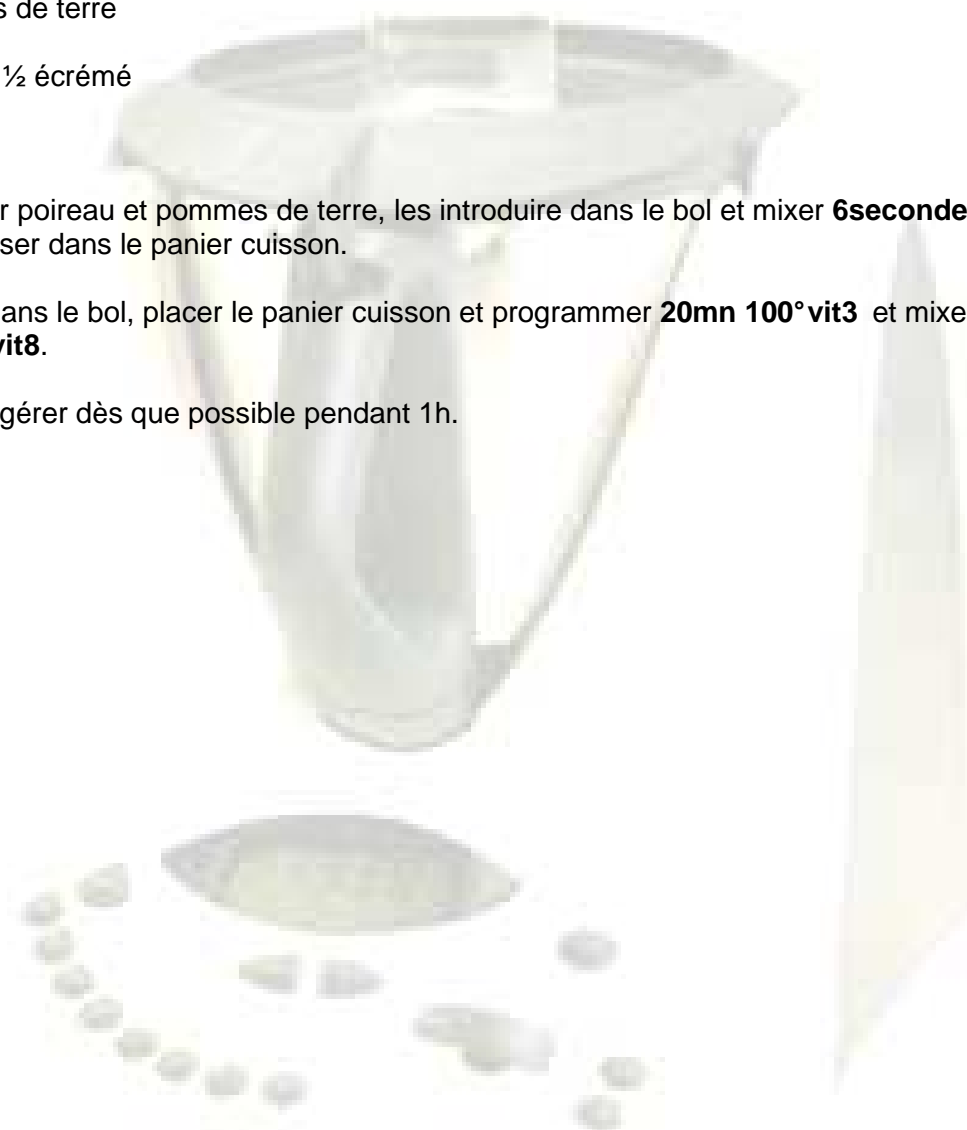 s de terre
½ écrémé
r poireau et pommes de terre, les introduire dans le bol et mixer 6seconde
ser dans le panier cuisson.
ans le bol, placer le panier cuisson et programmer 20mn 100° vit3 et mixe
vit8.
gérer dès que possible pendant 1h.